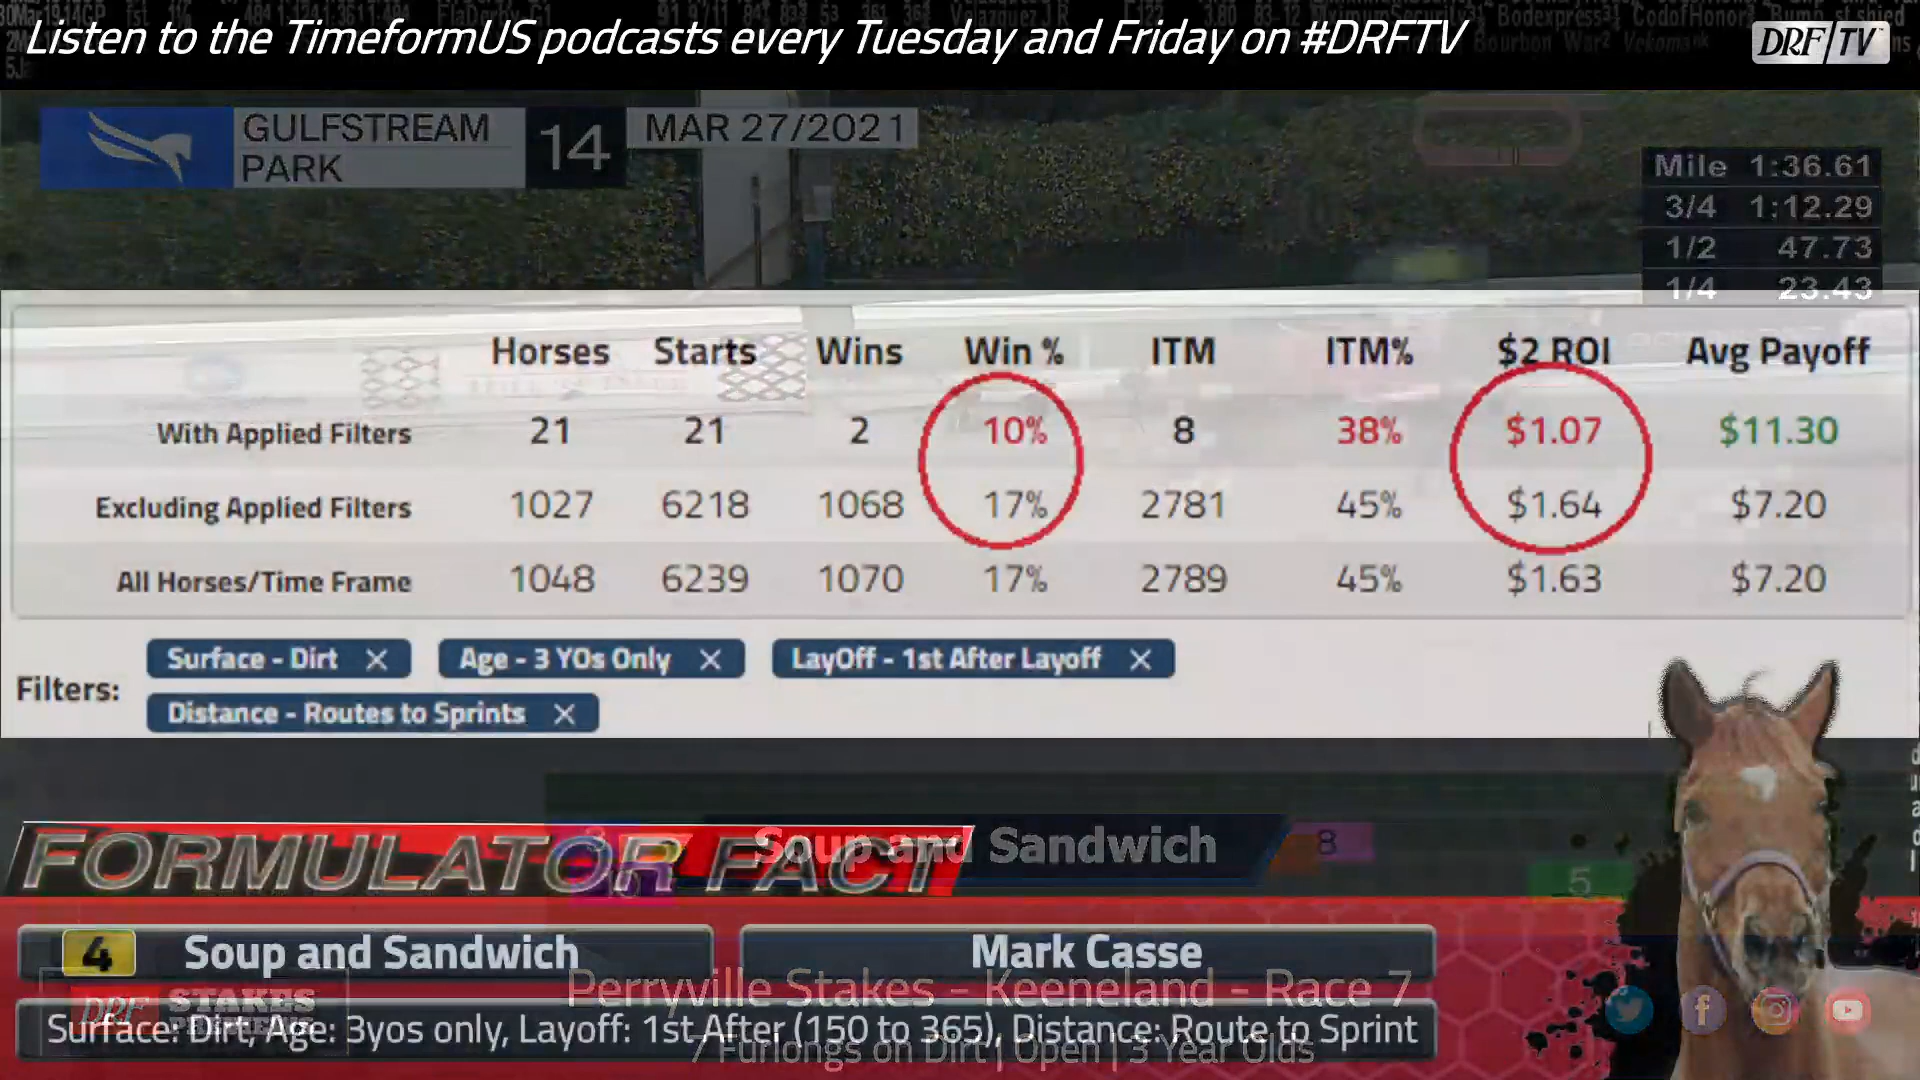 Listen to the TimeformUS podcasts every Tuesday and Friday on #DRFTV
DRF/TV
GULFSTREAM PARK 14 MAR 27/2021
Mile 1:36.61
3/4 1:12.29
1/2 47.73
1/4 23.43
Horses Starts Wins Win % ITM ITM% $2 ROI Avg Payoff
With Applied Filters 21 21 2 10% 8 38% $1.07 $11.30
Excluding Applied Filters 1027 6218 1068 17% 2781 45% $1.64 $7.20
All Horses/Time Frame 1048 6239 1070 17% 2789 45% $1.63 $7.20
Filters: Surface - Dirt X Age - 3 YOs Only X LayOff - 1st After Layoff X
Distance - Routes to Sprints X
FORMULATOR FACT
Soup and Sandwich
8
5
4 Soup and Sandwich Mark Casse
Perryville Stakes - Keeneland - Race 7
DRF STAKES
Surface: Dirt, Age: 3yos only, Layoff: 1st After (150 to 365), Distance: Route to Sprint
7 Furlongs on Dirt | Open | 3 Year Olds